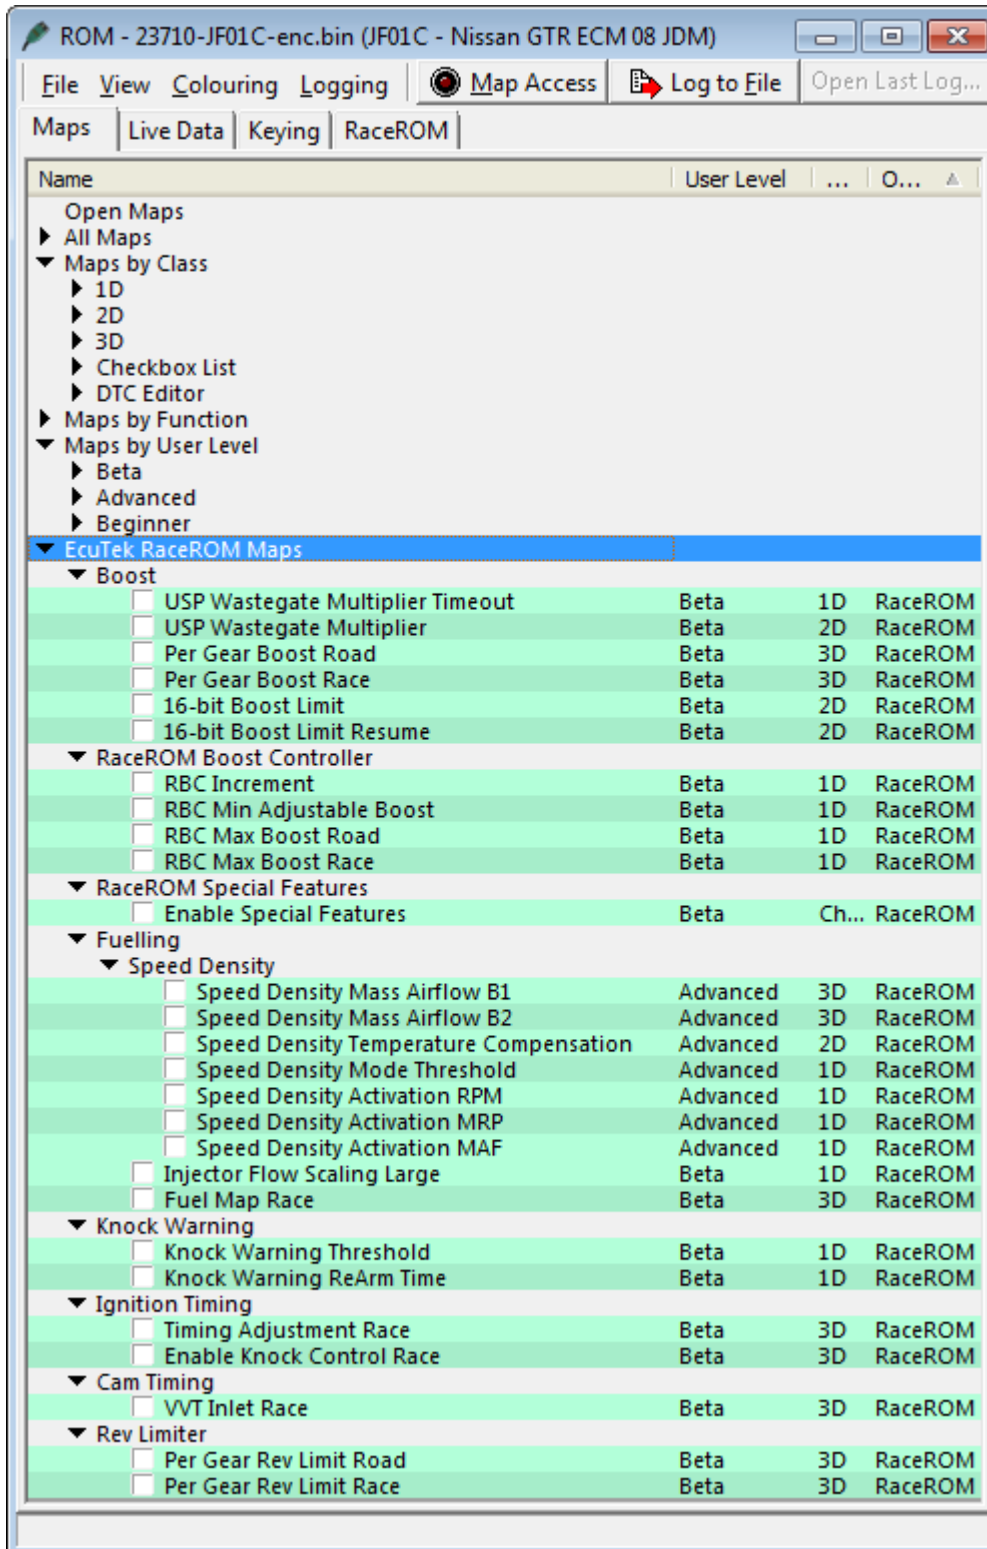 ROM - 23710-JF01C-enc.bin (JF01C - Nissan GTR ECM 08 JDM)
File View Colouring Logging Map Access Log to File Open Last Log...
Maps Live Data Keying RaceROM
Name User Level ... O...
Open Maps
All Maps
Maps by Class
1D
2D
3D
Checkbox List
DTC Editor
Maps by Function
Maps by User Level
Beta
Advanced
Beginner
EcuTek RaceROM Maps
Boost
USP Wastegate Multiplier Timeout Beta 1D RaceROM
USP Wastegate Multiplier Beta 2D RaceROM
Per Gear Boost Road Beta 3D RaceROM
Per Gear Boost Race Beta 3D RaceROM
16-bit Boost Limit Beta 2D RaceROM
16-bit Boost Limit Resume Beta 2D RaceROM
RaceROM Boost Controller
RBC Increment Beta 1D RaceROM
RBC Min Adjustable Boost Beta 1D RaceROM
RBC Max Boost Road Beta 1D RaceROM
RBC Max Boost Race Beta 1D RaceROM
RaceROM Special Features
Enable Special Features Beta Ch... RaceROM
Fuelling
Speed Density
Speed Density Mass Airflow B1 Advanced 3D RaceROM
Speed Density Mass Airflow B2 Advanced 3D RaceROM
Speed Density Temperature Compensation Advanced 2D RaceROM
Speed Density Mode Threshold Advanced 1D RaceROM
Speed Density Activation RPM Advanced 1D RaceROM
Speed Density Activation MRP Advanced 1D RaceROM
Speed Density Activation MAF Advanced 1D RaceROM
Injector Flow Scaling Large Beta 1D RaceROM
Fuel Map Race Beta 3D RaceROM
Knock Warning
Knock Warning Threshold Beta 1D RaceROM
Knock Warning ReArm Time Beta 1D RaceROM
Ignition Timing
Timing Adjustment Race Beta 3D RaceROM
Enable Knock Control Race Beta 3D RaceROM
Cam Timing
VVT Inlet Race Beta 3D RaceROM
Rev Limiter
Per Gear Rev Limit Road Beta 3D RaceROM
Per Gear Rev Limit Race Beta 3D RaceROM